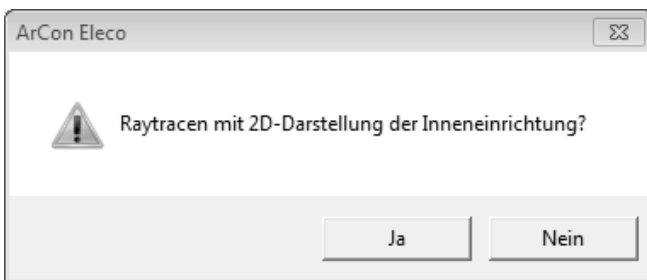 ArCon Eleco
Raytracen mit 2D-Darstellung der Inneneinrichtung?
Ja
Nein